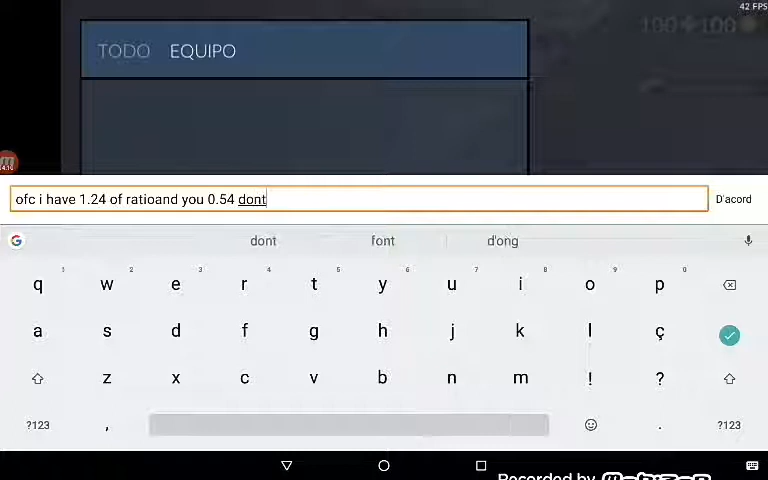 42 FPS
100+100
TODO EQUIPO
ofc i have 1.24 of ratioand you 0.54 dont
D'acord
dont font d'ong
1 2 3 4 5 6 7 8 9 0
q w e r t y u i o p
a s d f g h j k l ç
z x c v b n m ! ?
?123 , . ?123
Recorded by